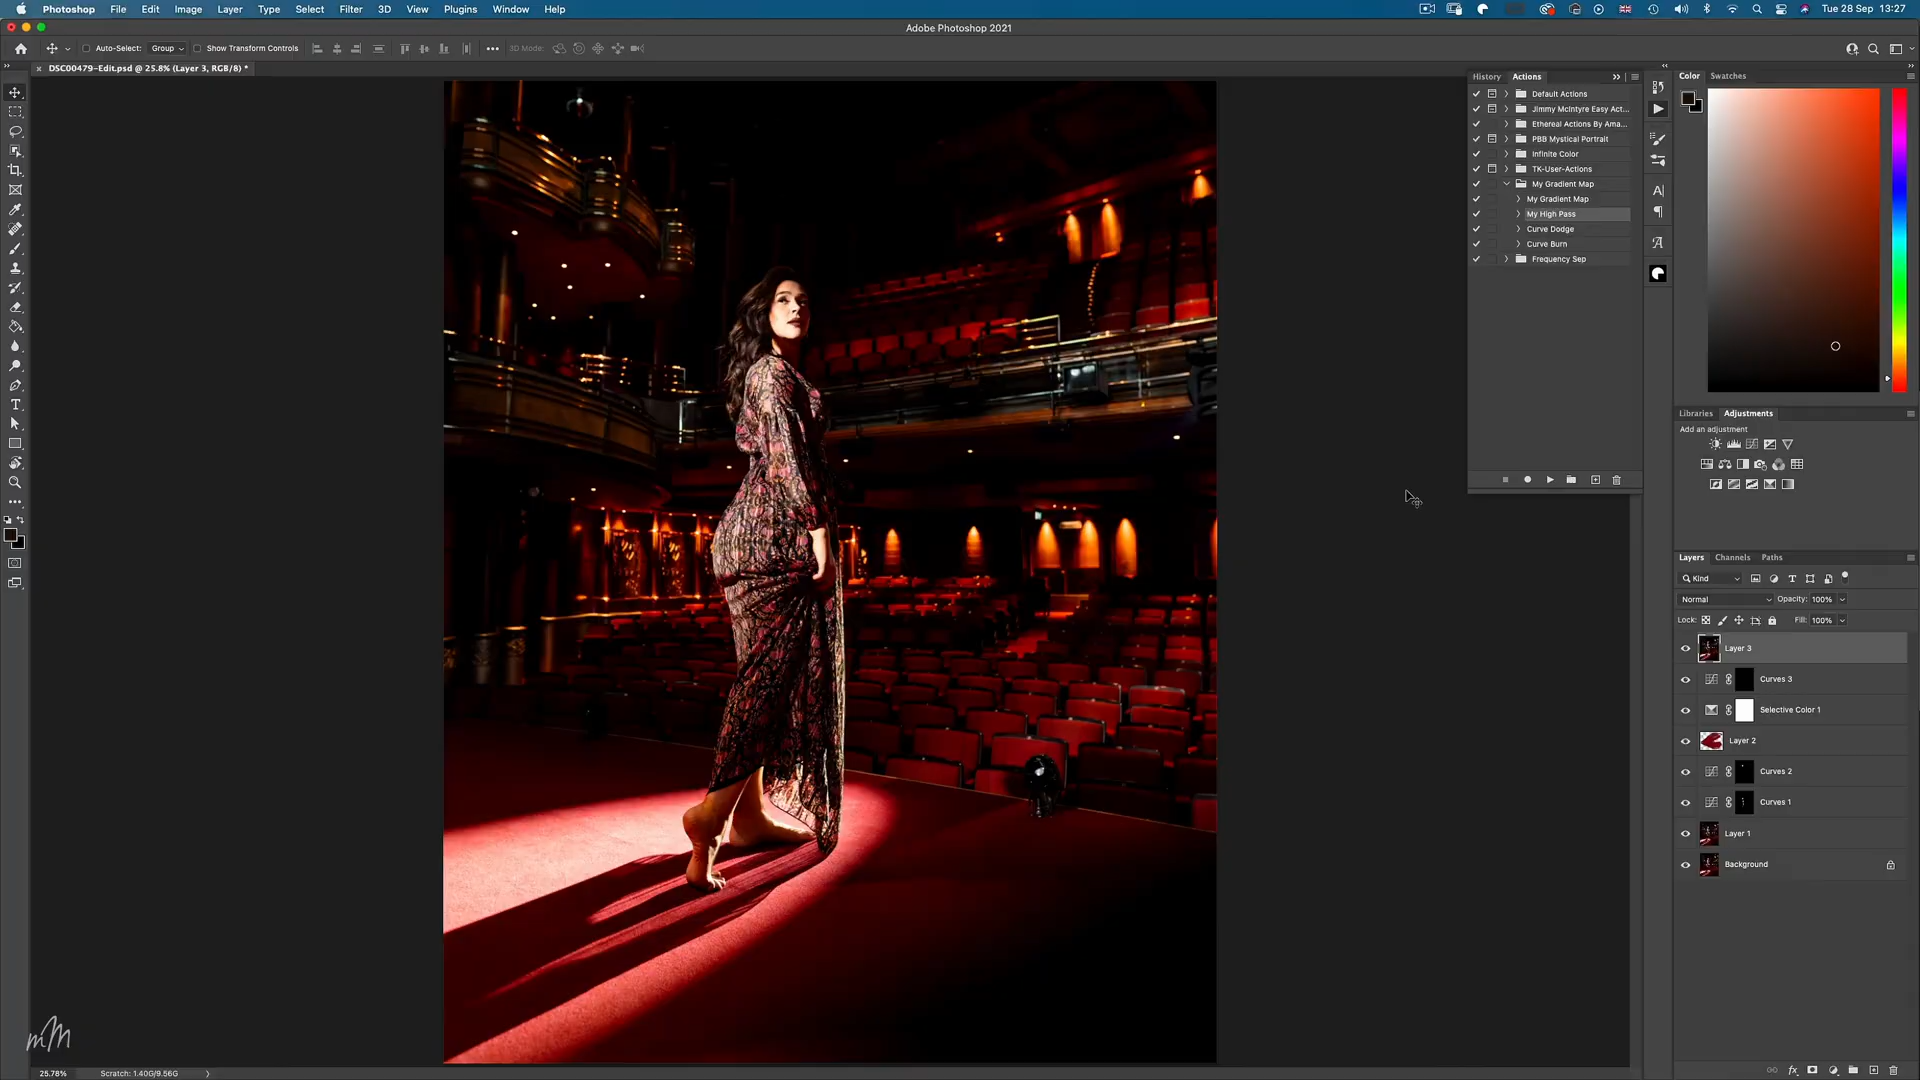 Photoshop File Edit Image Layer Type Select Filter 3D View Plugins Window Help Tue 28 Sep 13:27
Adobe Photoshop 2021
Auto-Select: Group Show Transform Controls 3D Mode:
DSC00479-Edit.psd @ 25.8% (Layer 3, RGB/8) *
History Actions
Default Actions
Jimmy McIntyre Easy Act...
Ethereal Actions By Ama...
PBB Mystical Portrait
Infinite Color
TK-User-Actions
My Gradient Map
My Gradient Map
My High Pass
Curve Dodge
Curve Burn
Frequency Sep
Color Swatches
Libraries Adjustments
Add an adjustment
Layers Channels Paths
Kind
Normal Opacity: 100%
Lock: Fill: 100%
Layer 3
Curves 3
Selective Color 1
Layer 2
Curves 2
Curves 1
Layer 1
Background
mM
25.78% Scratch: 1.40G/9.56G